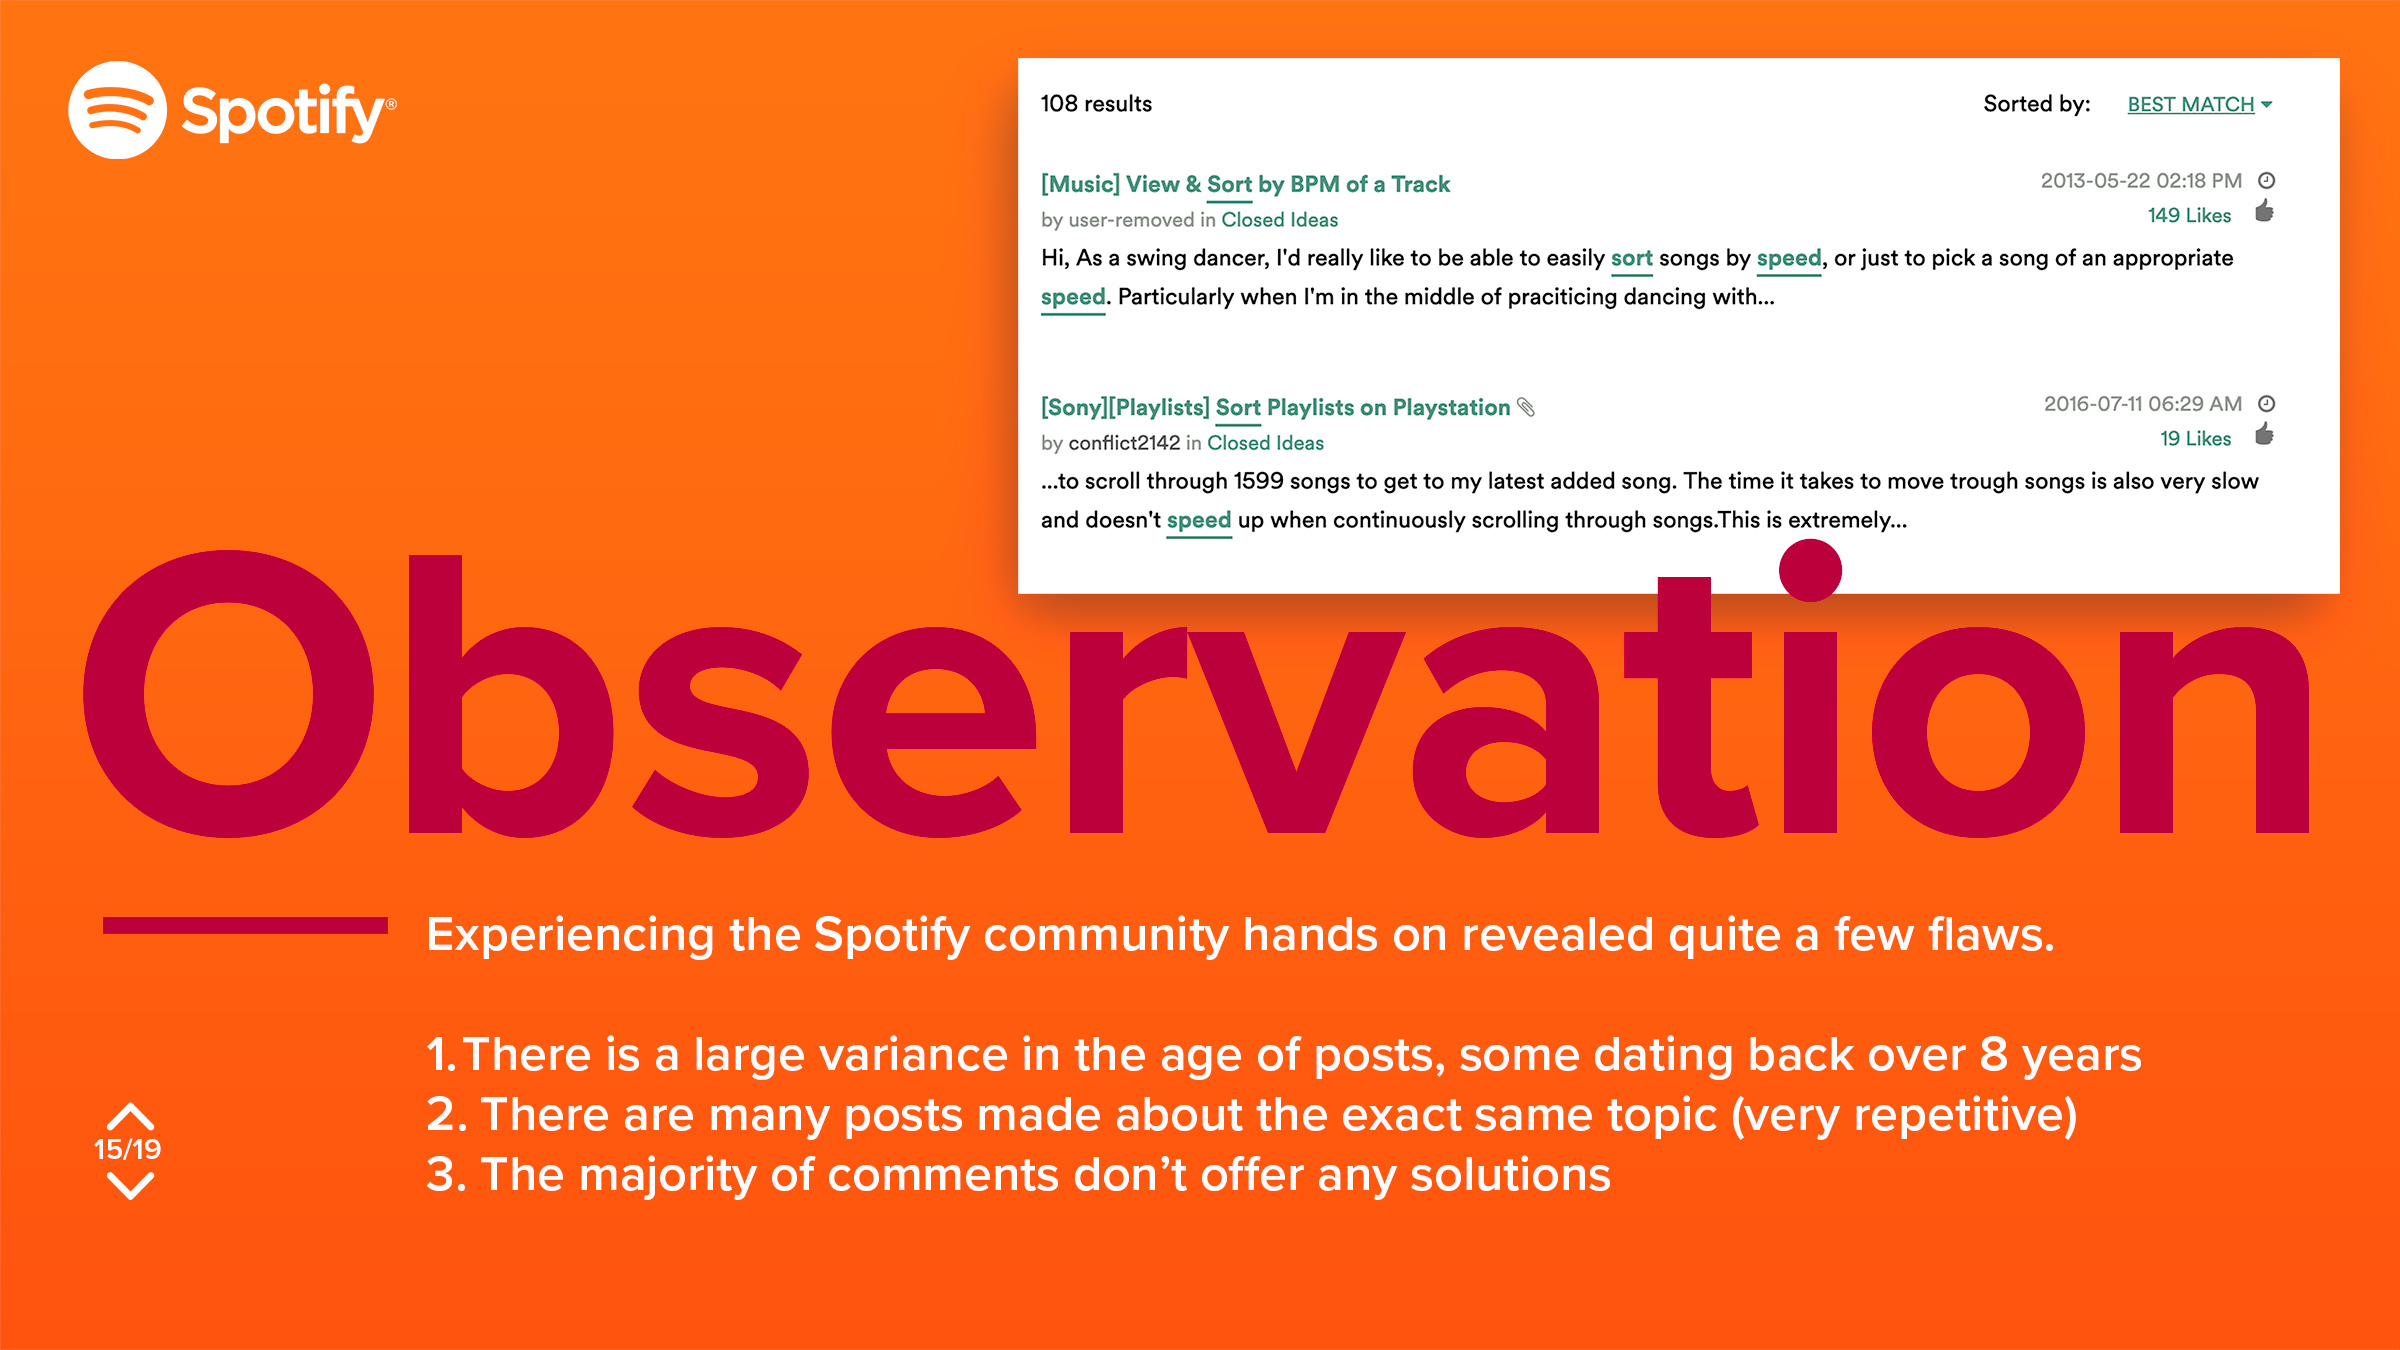 Spotify®
108 results
Sorted by: BEST MATCH
[Music] View & Sort by BPM of a Track
2013-05-22 02:18 PM
by user-removed in Closed Ideas
149 Likes
Hi, As a swing dancer, I'd really like to be able to easily sort songs by speed, or just to pick a song of an appropriate
speed. Particularly when I'm in the middle of praciticing dancing with...
[Sony][Playlists] Sort Playlists on Playstation
2016-07-11 06:29 AM
by conflict2142 in Closed Ideas
19 Likes
...to scroll through 1599 songs to get to my latest added song. The time it takes to move trough songs is also very slow
and doesn't speed up when continuously scrolling through songs.This is extremely...
Observation
Experiencing the Spotify community hands on revealed quite a few flaws.
1. There is a large variance in the age of posts, some dating back over 8 years
2. There are many posts made about the exact same topic (very repetitive)
3. The majority of comments don’t offer any solutions
15/19